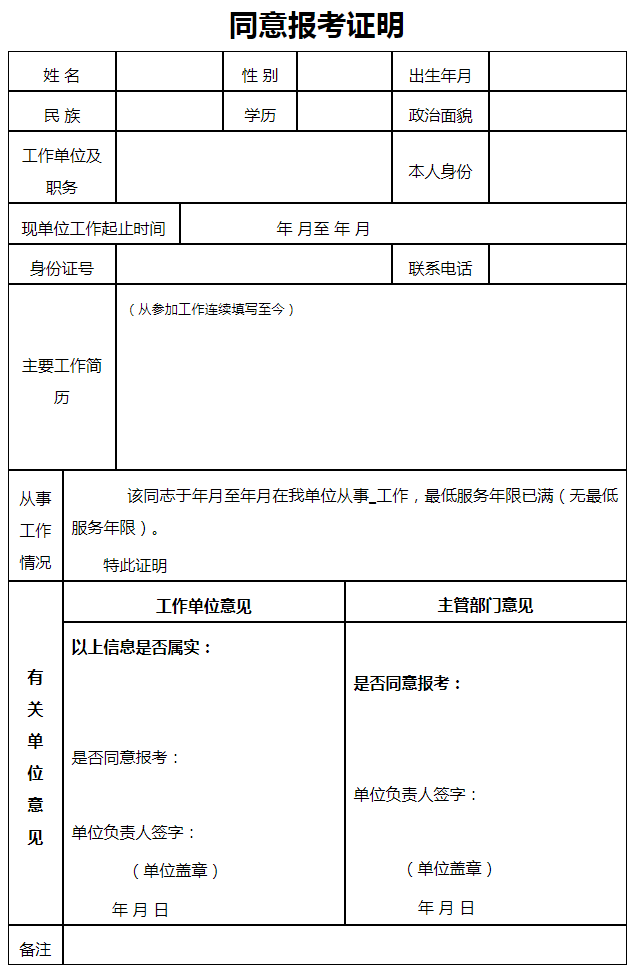 同意报考证明
姓 名
性 别
出生年月
民 族
学历
政治面貌
工作单位及
职务
本人身份
现单位工作起止时间
年 月至 年 月
身份证号
联系电话
主要工作简
历
（从参加工作连续填写至今）
从事
工作
情况
该同志于年月至年月在我单位从事_工作，最低服务年限已满（无最低
服务年限）。
特此证明
有
关
单
位
意
见
工作单位意见
以上信息是否属实：
是否同意报考：
单位负责人签字：
（单位盖章）
年 月 日
主管部门意见
是否同意报考：
单位负责人签字：
（单位盖章）
年 月 日
备注